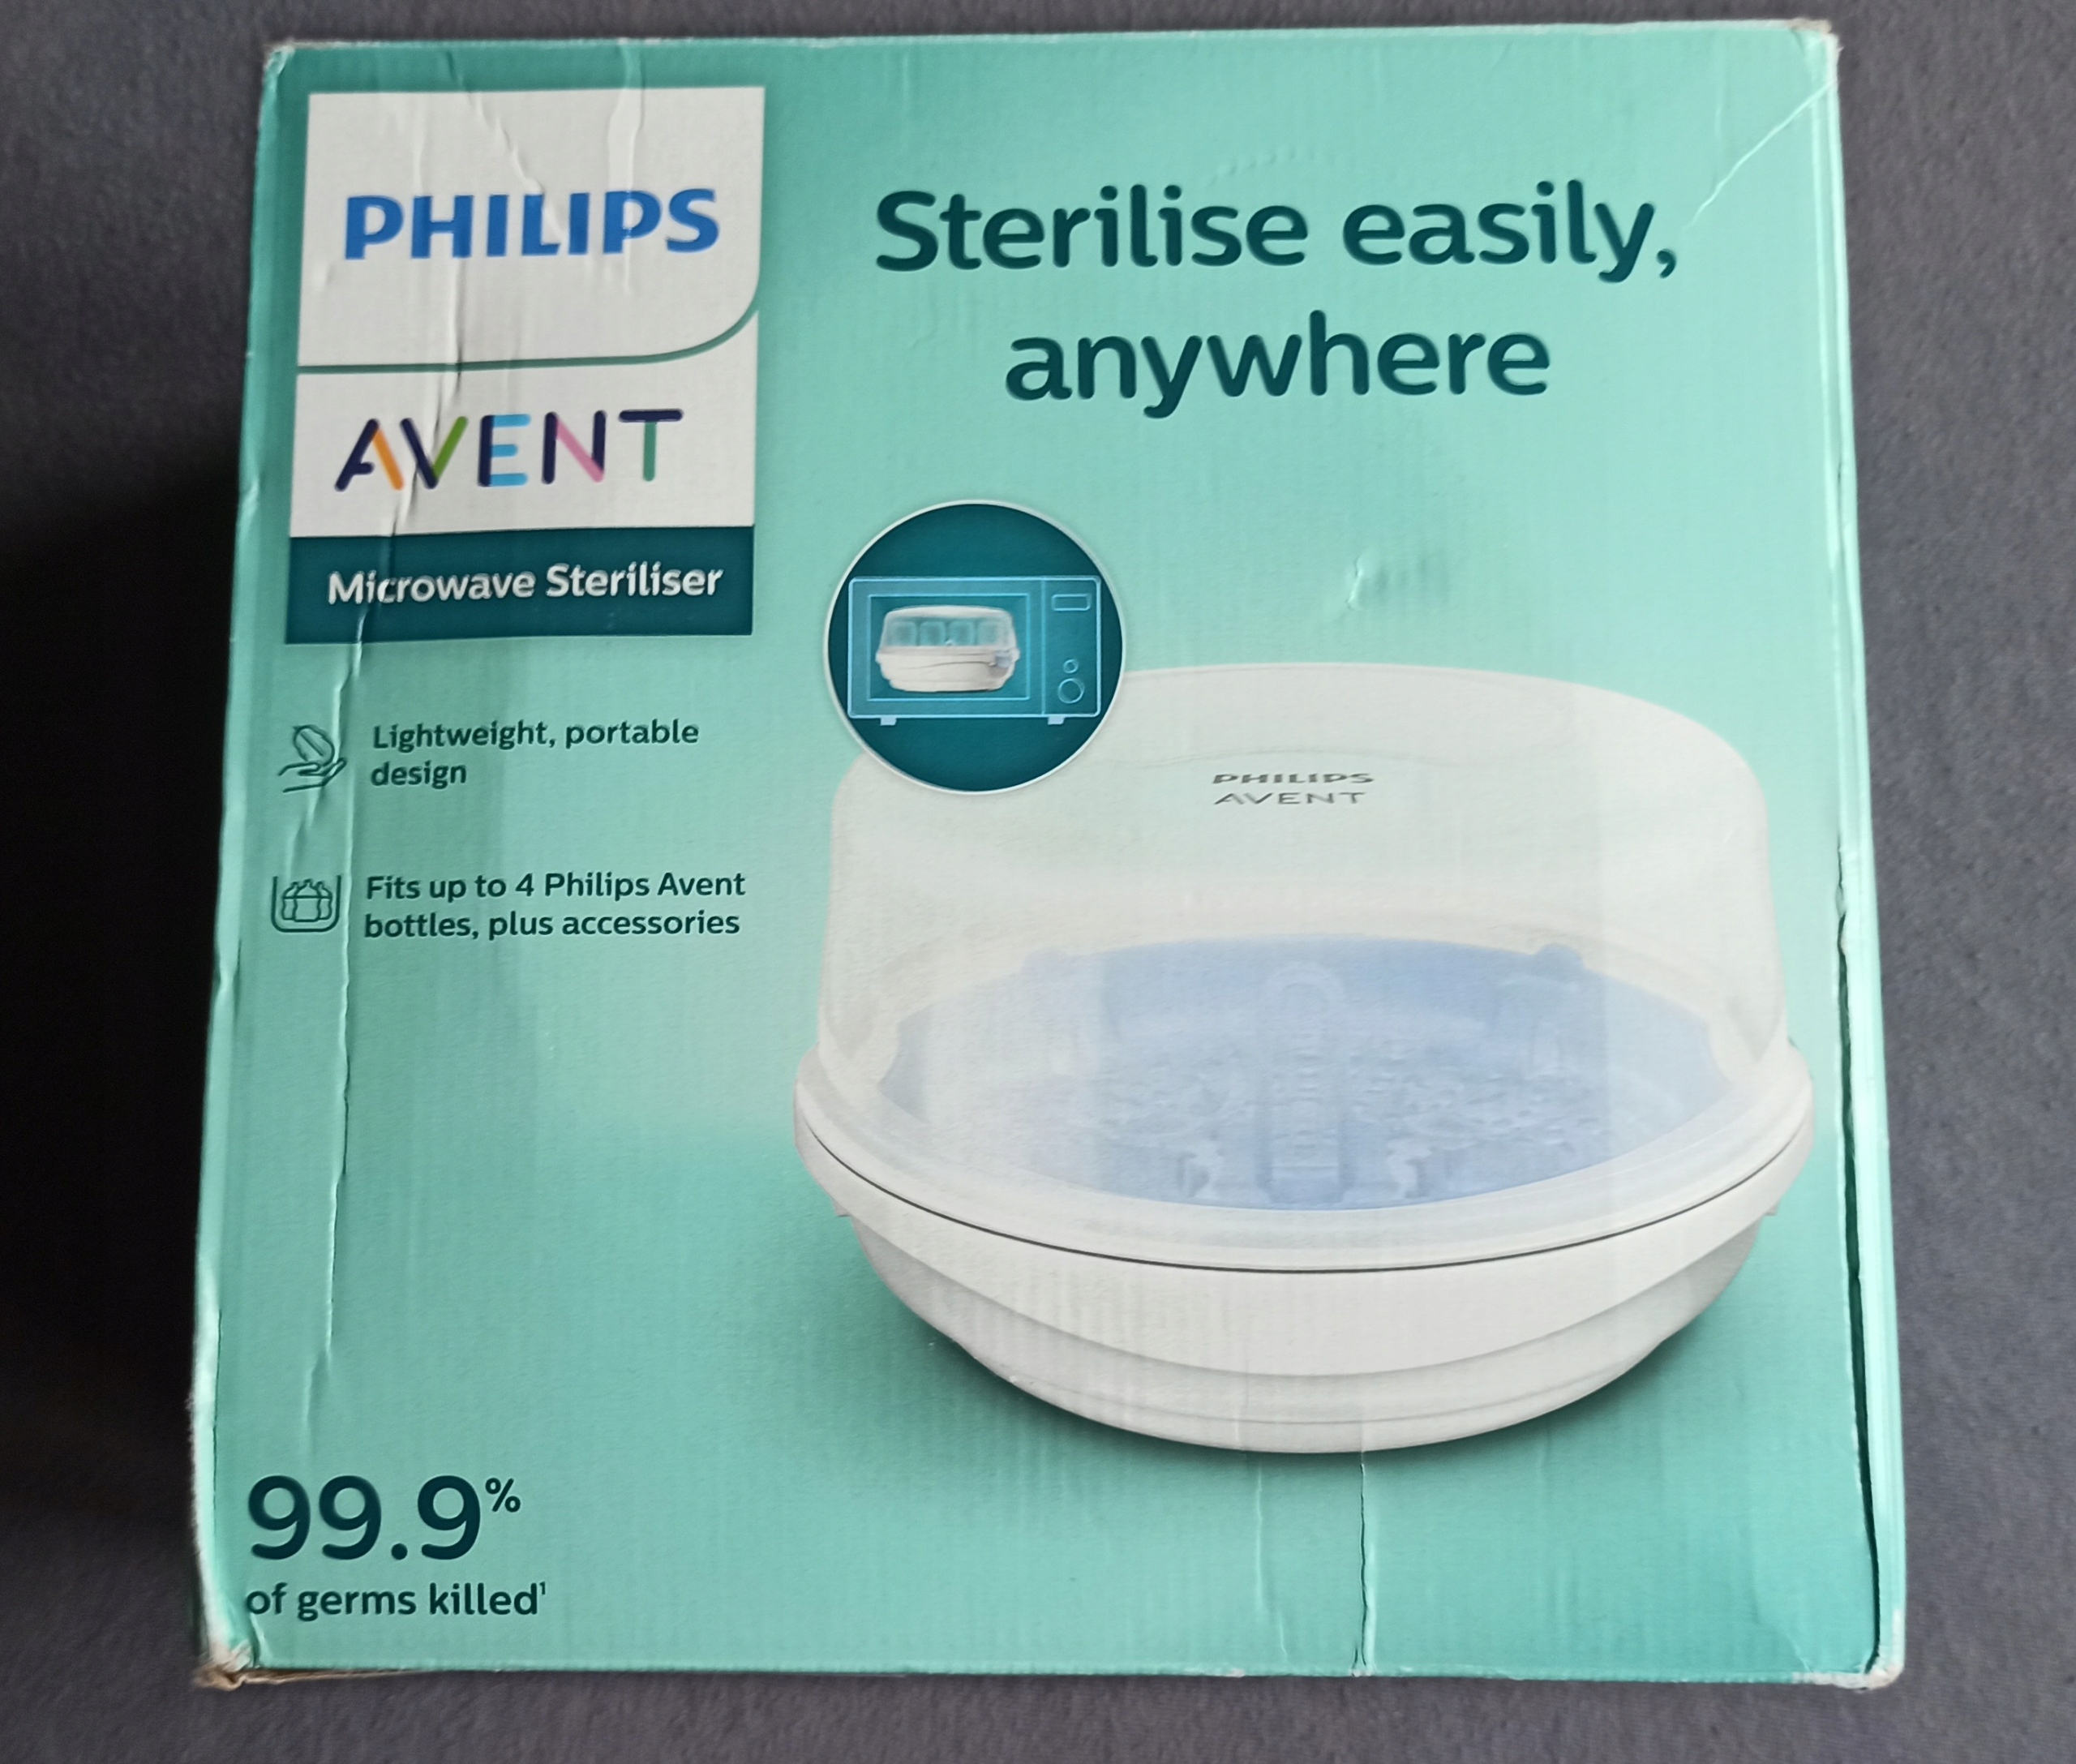 PHILIPS
AVENT
Microwave Steriliser
Sterilise easily,
anywhere
Lightweight, portable
design
Fits up to 4 Philips Avent
bottles, plus accessories
PHILIPS
AVENT
99.9%
of germs killed¹